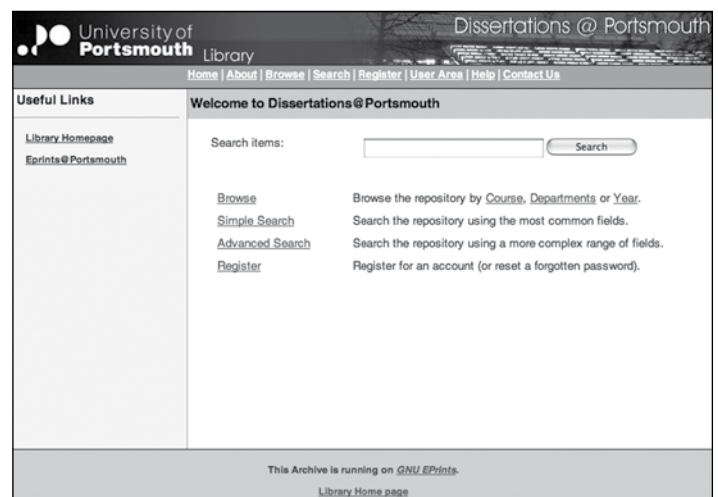 University of
Portsmouth
Library
Dissertations @ Portsmouth
Home | About | Browse | Search | Register | User Area | Help | Contact Us
Useful Links
Library Homepage
Eprints@Portsmouth
Welcome to Dissertations@Portsmouth
Search items:
Search
Browse Browse the repository by Course, Departments or Year.
Simple Search Search the repository using the most common fields.
Advanced Search Search the repository using a more complex range of fields.
Register Register for an account (or reset a forgotten password).
This Archive is running on GNU EPrints.
Library Home page